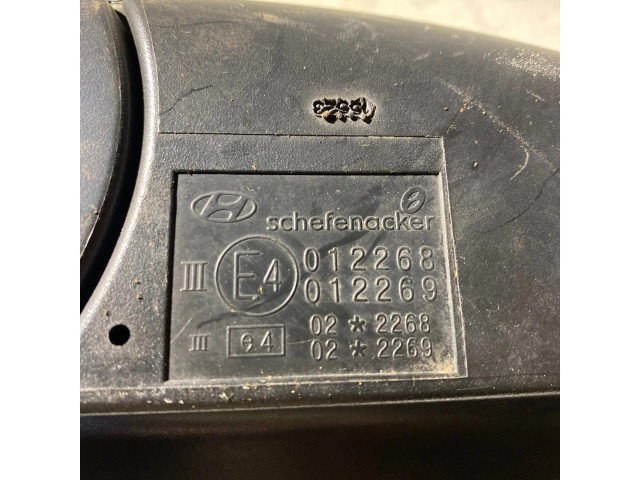 schefenacker
III E4 012268
012269
III e4 02*2268
02*2269